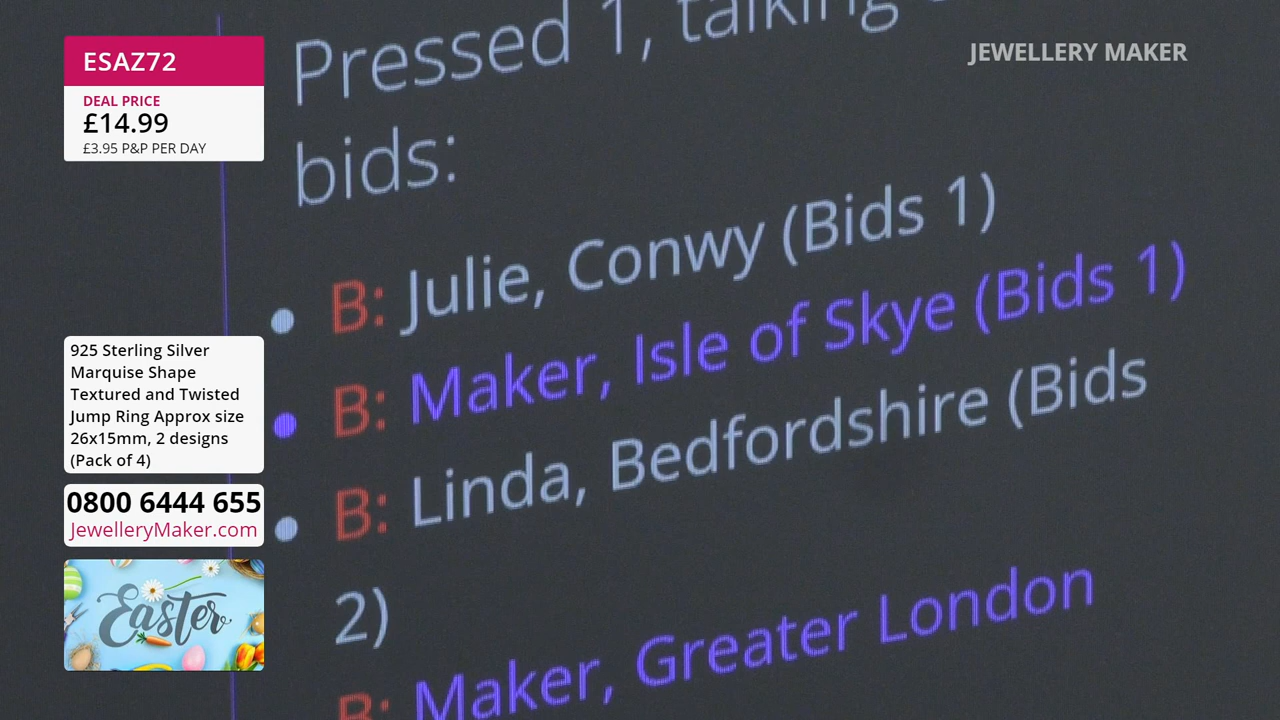 ESAZ72
DEAL PRICE
£14.99
£3.95 P&P PER DAY
JEWELLERY MAKER
Pressed 1, talking
bids:
B: Julie, Conwy (Bids 1)
B: Maker, Isle of Skye (Bids 1)
B: Linda, Bedfordshire (Bids
2)
B: Maker, Greater London
925 Sterling Silver
Marquise Shape
Textured and Twisted
Jump Ring Approx size
26x15mm, 2 designs
(Pack of 4)
0800 6444 655
JewelleryMaker.com
Easter